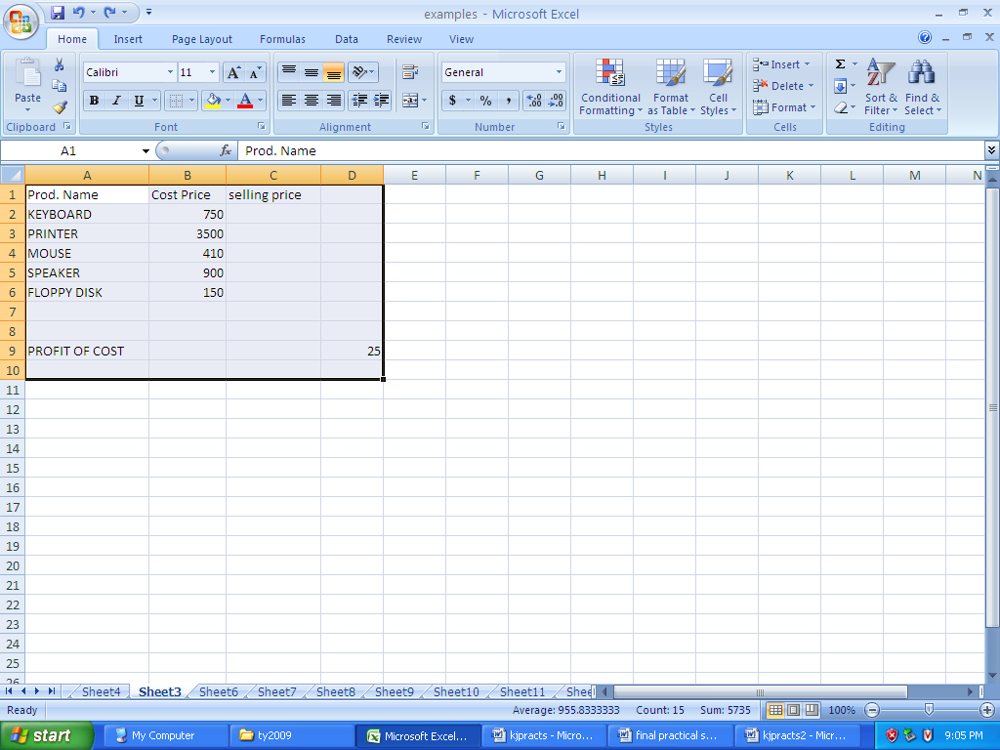 examples - Microsoft Excel
Home Insert Page Layout Formulas Data Review View
Paste
Calibri 11
B I U
General
$ % ,
Conditional Formatting
Format as Table
Cell Styles
Insert
Delete
Format
Σ
Sort & Filter
Find & Select
Clipboard Font Alignment Number Styles Cells Editing
A1 fx Prod. Name
A B C D E F G H I J K L M N
1 Prod. Name Cost Price selling price
2 KEYBOARD 750
3 PRINTER 3500
4 MOUSE 410
5 SPEAKER 900
6 FLOPPY DISK 150
7
8
9 PROFIT OF COST 25
10
11
12
13
14
15
16
17
18
19
20
21
22
23
24
25
26
Sheet4 Sheet3 Sheet6 Sheet7 Sheet8 Sheet9 Sheet10 Sheet11 Shee
Ready Average: 955.8333333 Count: 15 Sum: 5735 100%
start My Computer ty2009 Microsoft Excel... kjpracts - Micro... final practical s... kjpracts2 - Micr... 9:05 PM